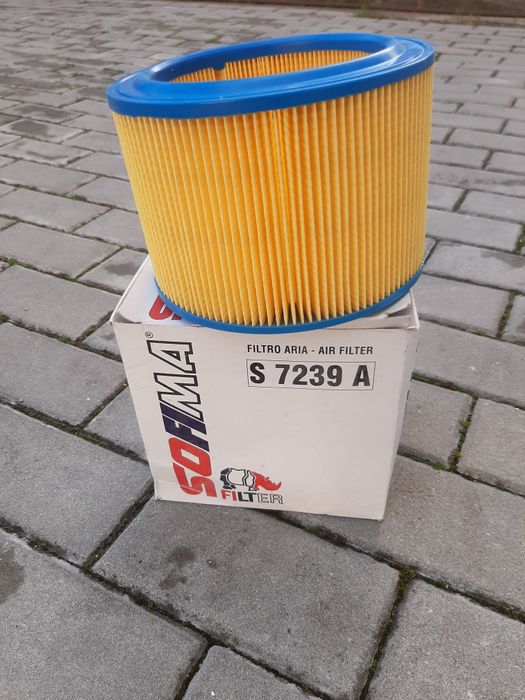 FILTRO ARIA - AIR FILTER
S 7239 A
SOFIMA®
FILTER